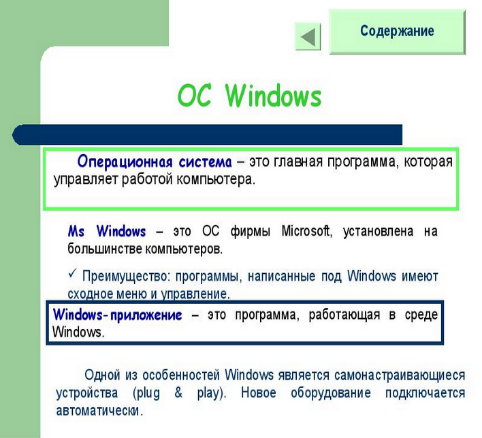 Содержание
ОС Windows
Операционная система – это главная программа, которая
управляет работой компьютера.
Ms Windows – это ОС фирмы Microsoft, установлена на
большинстве компьютеров.
✓ Преимущество: программы, написанные под Windows имеют
сходное меню и управление.
Windows-приложение – это программа, работающая в среде
Windows.
Одной из особенностей Windows является самонастраивающиеся
устройства (plug & play). Новое оборудование подключается
автоматически.